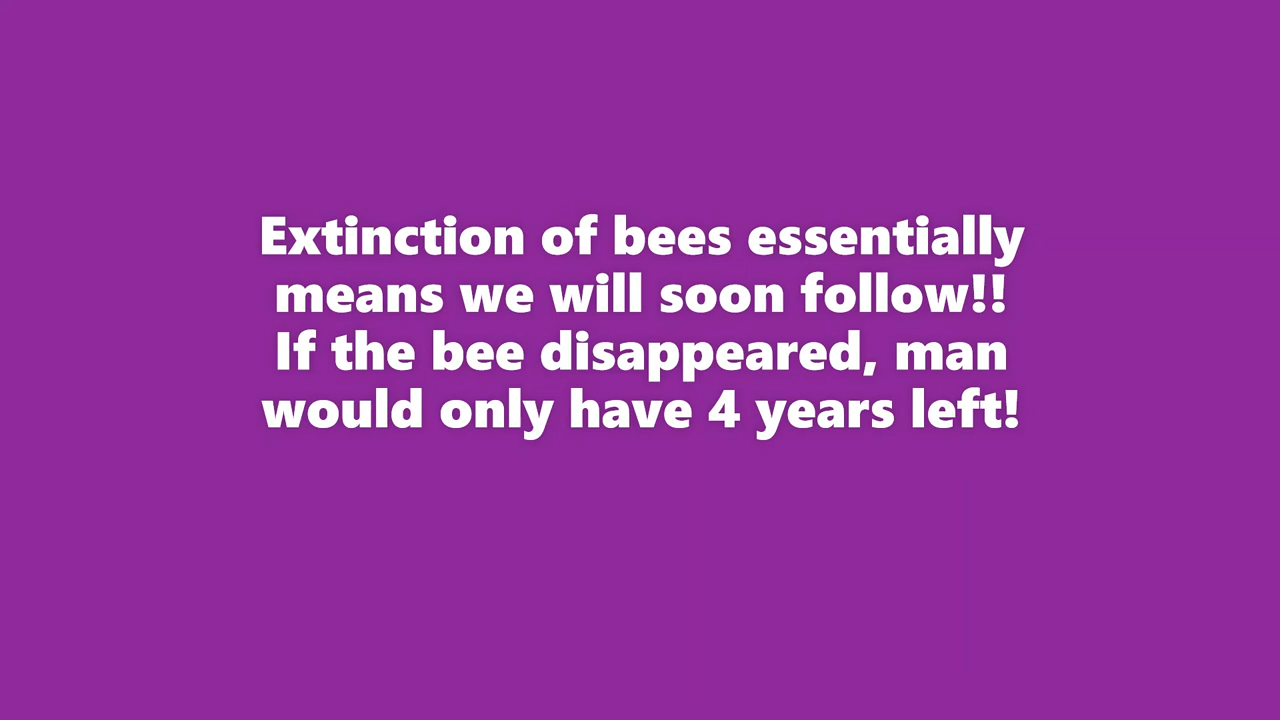 Extinction of bees essentially
means we will soon follow!!
If the bee disappeared, man
would only have 4 years left!